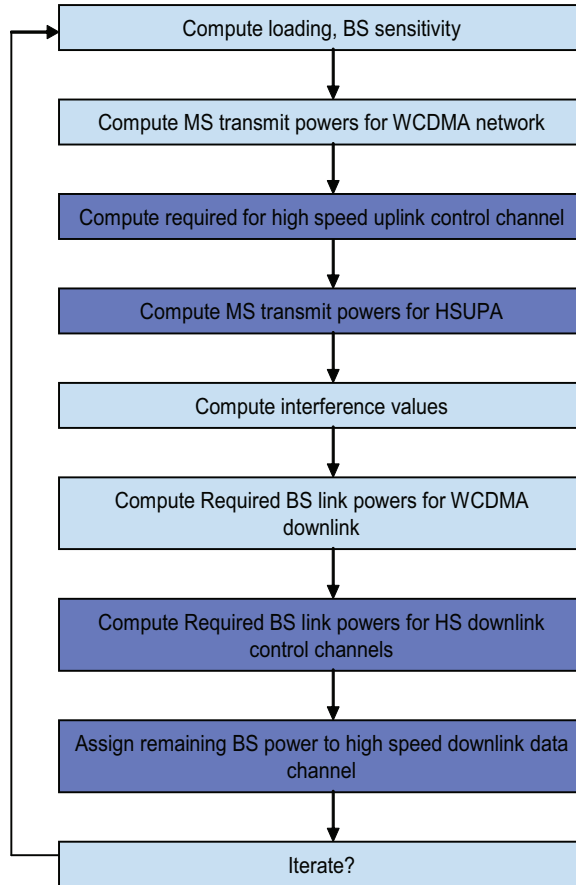 Compute loading, BS sensitivity
Compute MS transmit powers for WCDMA network
Compute required for high speed uplink control channel
Compute MS transmit powers for HSUPA
Compute interference values
Compute Required BS link powers for WCDMA
downlink
Compute Required BS link powers for HS downlink
control channels
Assign remaining BS power to high speed downlink data
channel
Iterate?